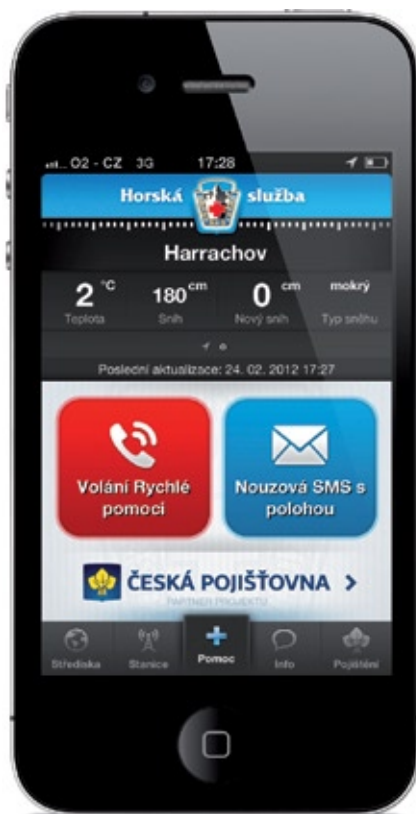 O2 - CZ 3G 17:28
Horská služba
Harrachov
2 °C 180 cm 0 cm mokrý
Teplota Sníh Nový sníh Typ sněhu
Poslední aktualizace: 24. 02. 2012 17:27
Volání Rychlé pomoci
Nouzová SMS s polohou
ČESKÁ POJIŠŤOVNA >
PARTNER PROJEKTU
Střediska Stanice Pomoc Info Pojištění